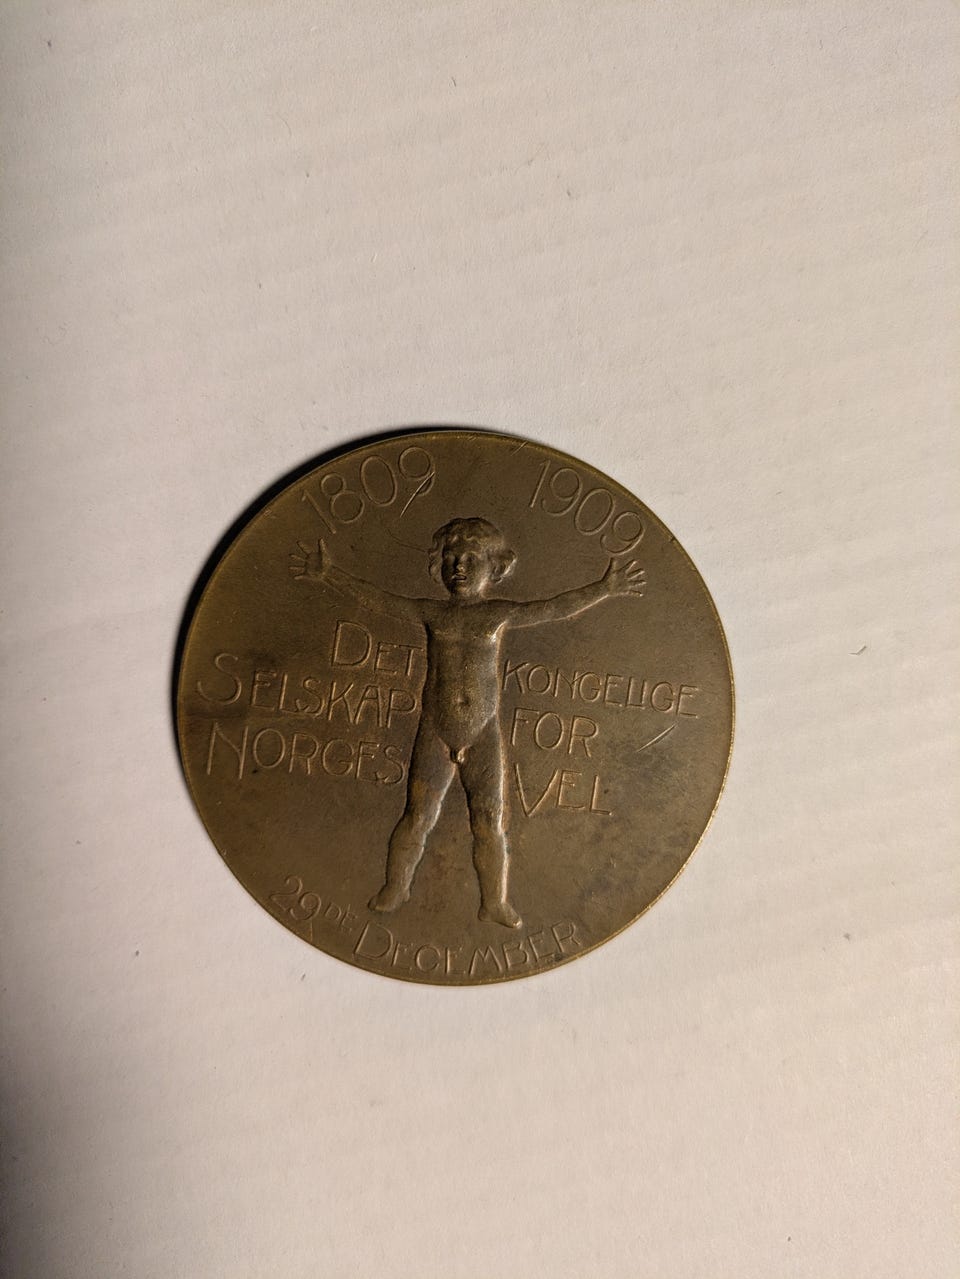 1809 1909
DET KONGELIGE
SELSKAP FOR
NORGES VEL
29DE DECEMBER